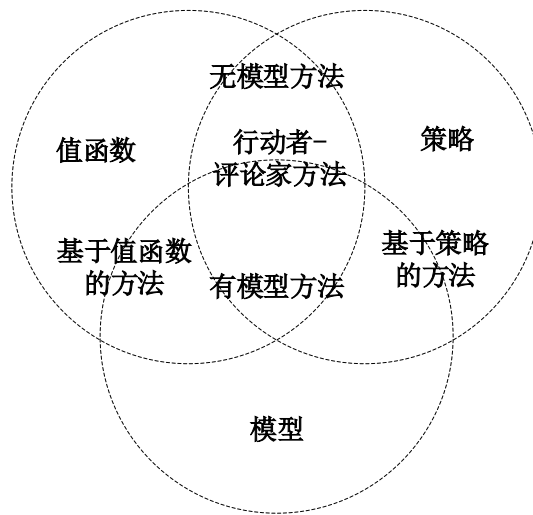 无模型方法
值函数
行动者-
评论家方法
策略
基于值函数
的方法
基于策略
的方法
有模型方法
模型